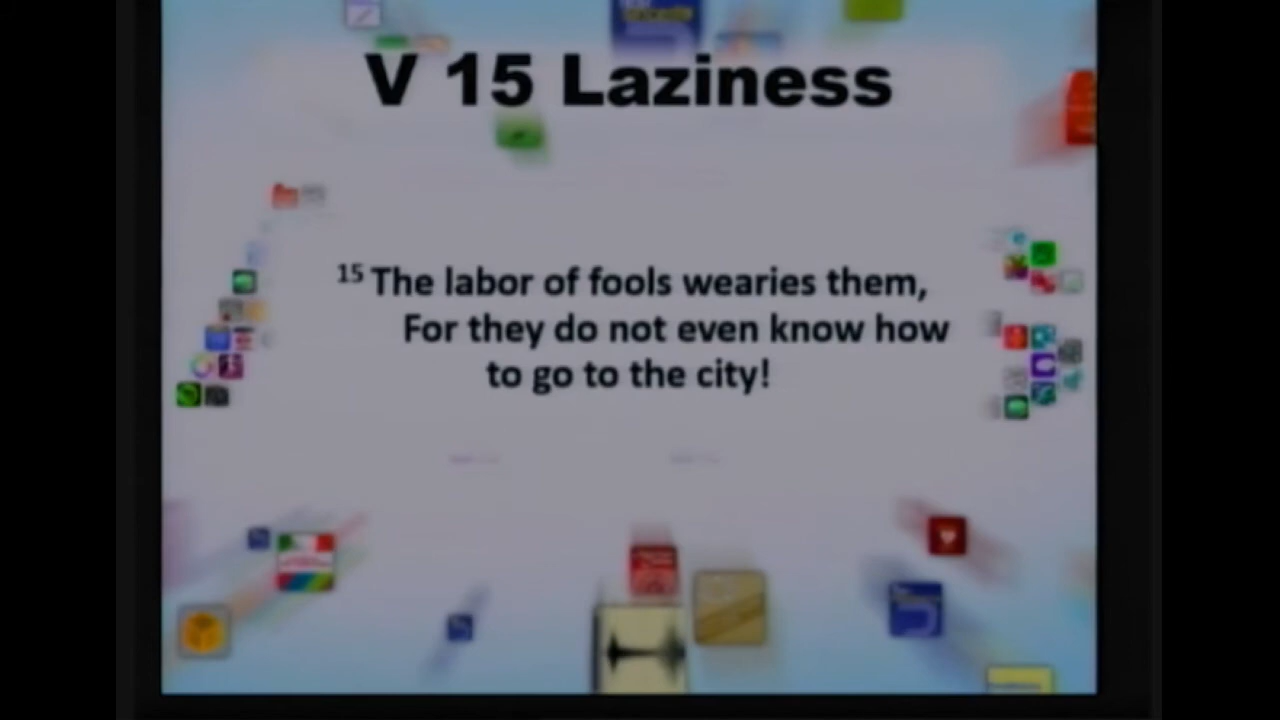 V 15 Laziness
15 The labor of fools wearies them,
For they do not even know how
to go to the city!